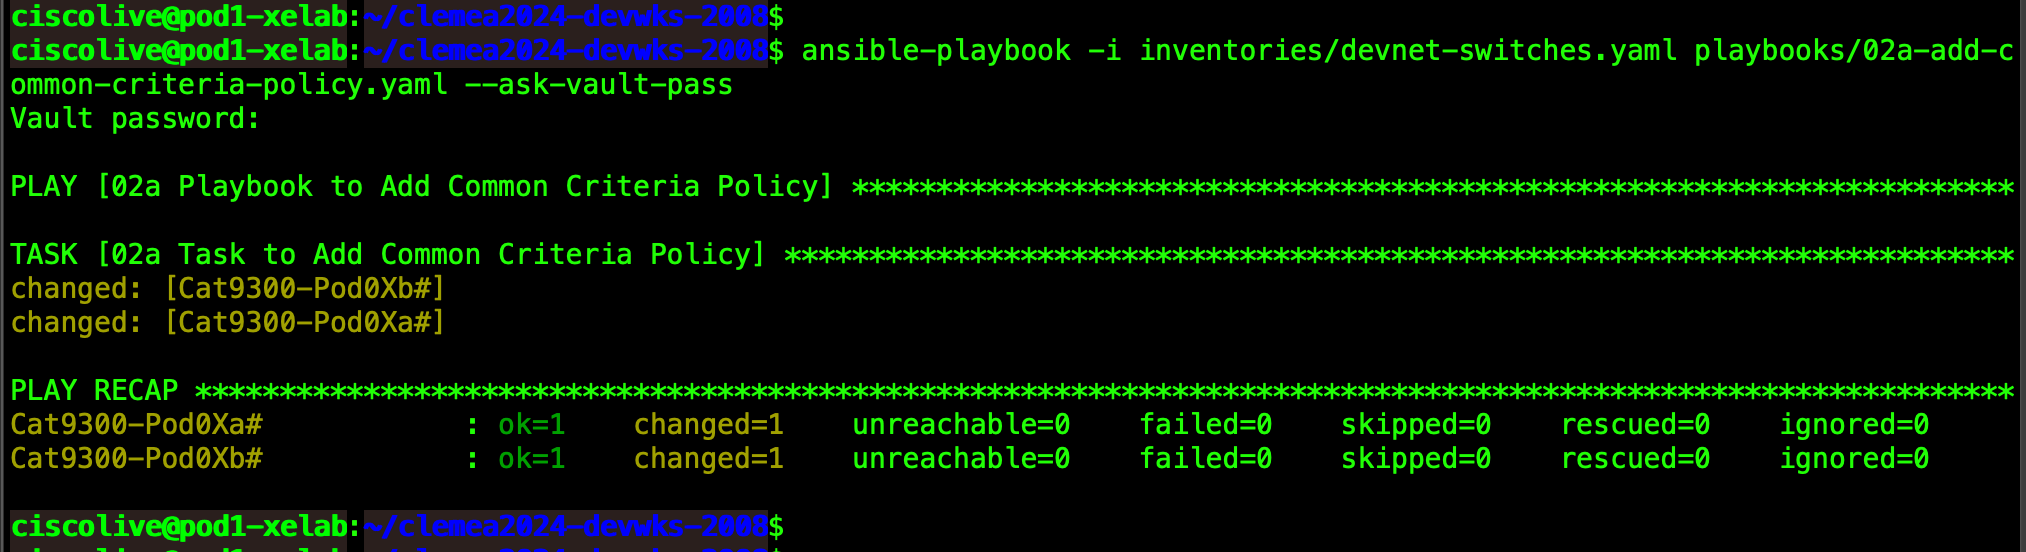 ciscolive@pod1-xelab:~/clemea2024-devwks-2008$
ciscolive@pod1-xelab:~/clemea2024-devwks-2008$ ansible-playbook -i inventories/devnet-switches.yaml playbooks/02a-add-c
ommon-criteria-policy.yaml --ask-vault-pass
Vault password:
PLAY [02a Playbook to Add Common Criteria Policy] *********************************************************************
TASK [02a Task to Add Common Criteria Policy] *************************************************************************
changed: [Cat9300-Pod0Xb#]
changed: [Cat9300-Pod0Xa#]
PLAY RECAP ************************************************************************************************************
Cat9300-Pod0Xa#            : ok=1    changed=1    unreachable=0    failed=0    skipped=0    rescued=0    ignored=0
Cat9300-Pod0Xb#            : ok=1    changed=1    unreachable=0    failed=0    skipped=0    rescued=0    ignored=0
ciscolive@pod1-xelab:~/clemea2024-devwks-2008$